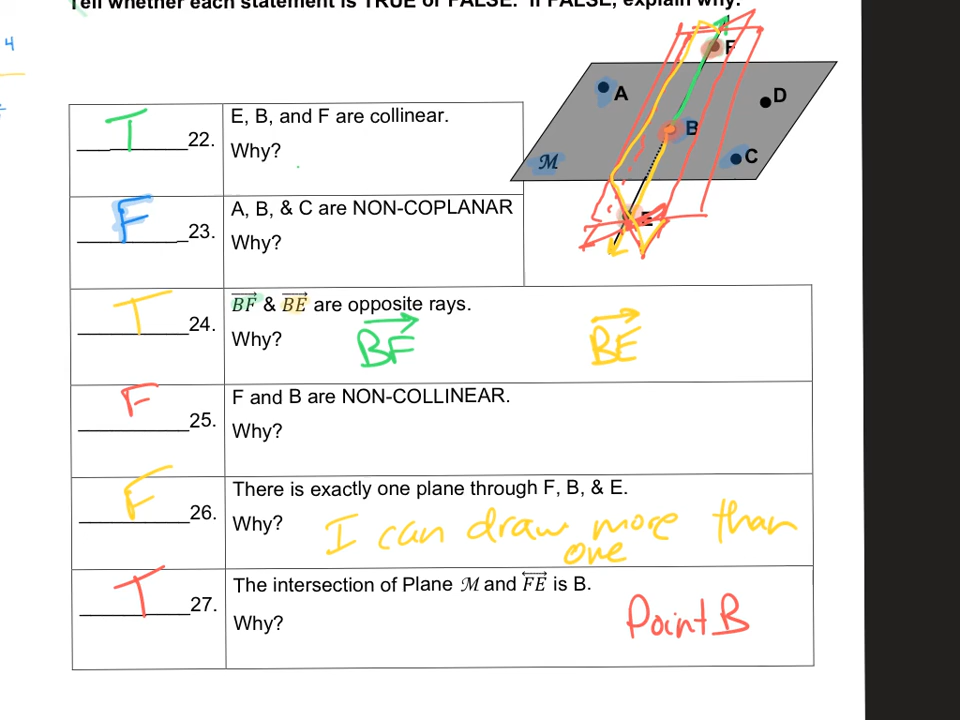 Tell whether each statement is TRUE or FALSE. If FALSE, explain why.
4
F
A
D
B
C
M
E
T 22. E, B, and F are collinear.
Why?
F 23. A, B, & C are NON-COPLANAR
Why?
T 24. BF & BE are opposite rays.
Why? BF BE
F 25. F and B are NON-COLLINEAR.
Why?
F 26. There is exactly one plane through F, B, & E.
Why? I can draw more than
one
T 27. The intersection of Plane M and FE is B.
Why? Point B